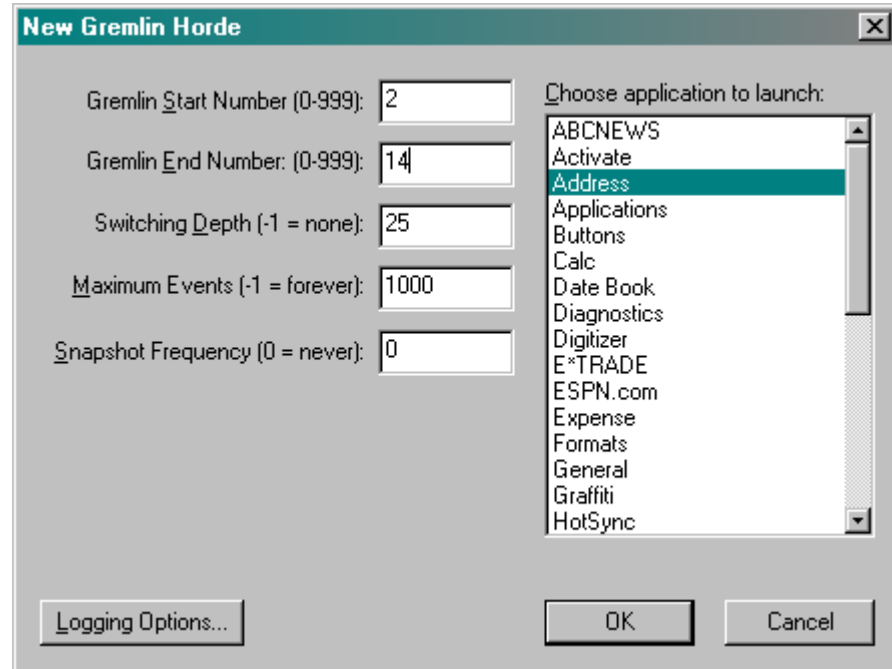 New Gremlin Horde
Gremlin Start Number (0-999): 2
Gremlin End Number: (0-999): 14
Switching Depth (-1 = none): 25
Maximum Events (-1 = forever): 1000
Snapshot Frequency (0 = never): 0
Choose application to launch:
ABCNEWS
Activate
Address
Applications
Buttons
Calc
Date Book
Diagnostics
Digitizer
E*TRADE
ESPN.com
Expense
Formats
General
Graffiti
HotSync
Logging Options...
OK
Cancel